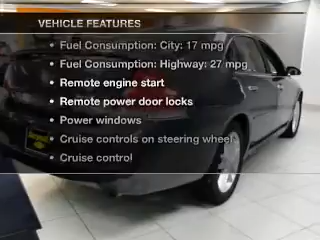 VEHICLE FEATURES
• Fuel Consumption: City: 17 mpg
• Fuel Consumption: Highway: 27 mpg
• Remote engine start
• Remote power door locks
• Power windows
• Cruise controls on steering wheel
• Cruise control